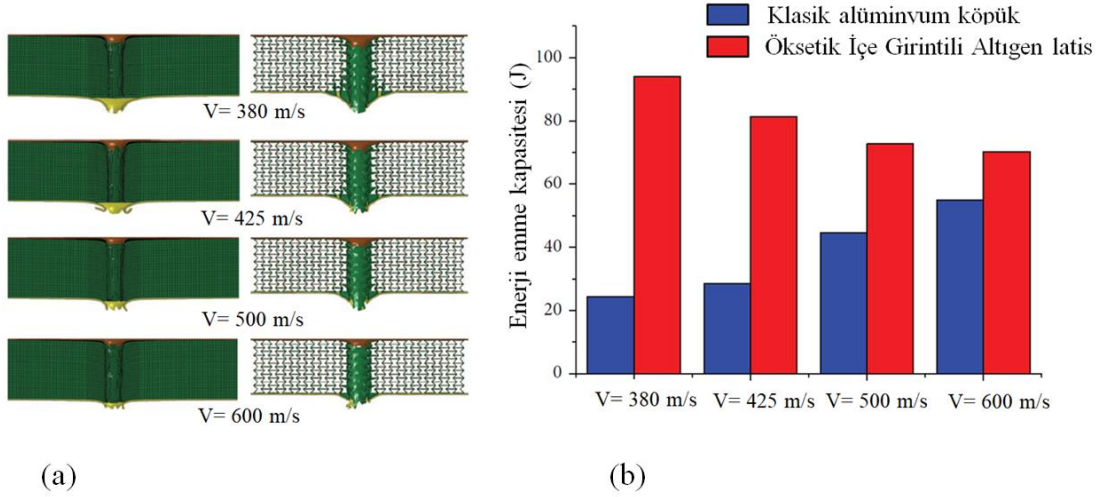 V= 380 m/s
V= 425 m/s
V= 500 m/s
V= 600 m/s
(a)
Klasik alüminyum köpük
Öksetik İçe Girintili Altıgen latis
Enerji emme kapasitesi (J)
100
80
60
40
20
0
V= 380 m/s V= 425 m/s V= 500 m/s V= 600 m/s
(b)